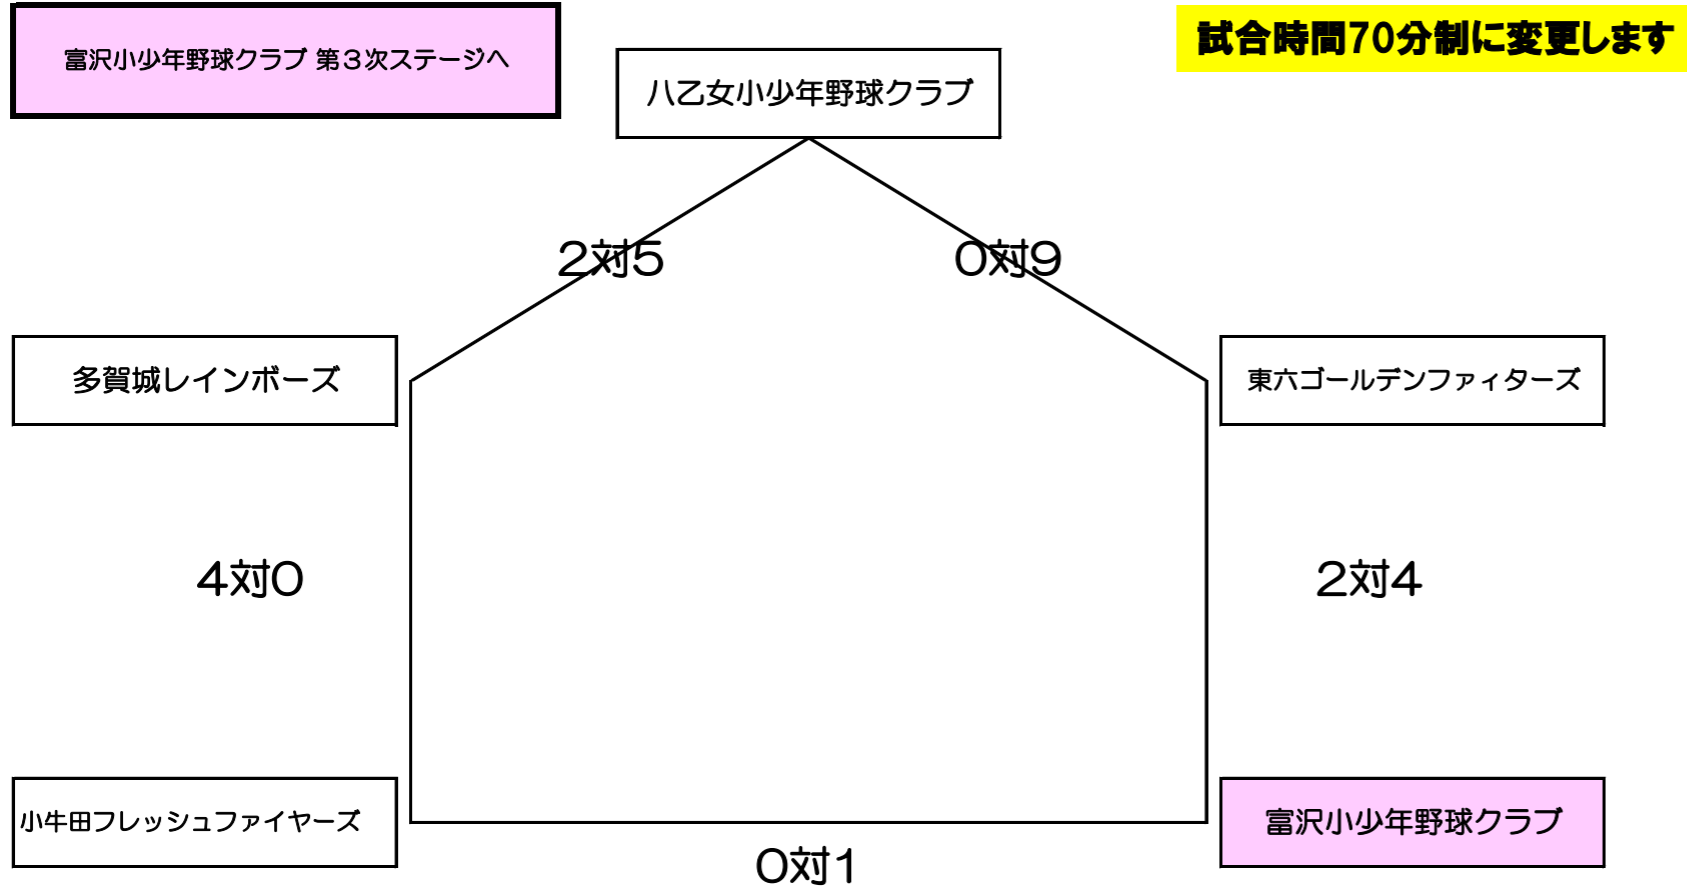 富沢小少年野球クラブ 第３次ステージへ
試合時間70分制に変更します
八乙女小少年野球クラブ
2対5
0対9
多賀城レインボーズ
東六ゴールデンファィターズ
4対0
2対4
小牛田フレッシュファイヤーズ
富沢小少年野球クラブ
0対1